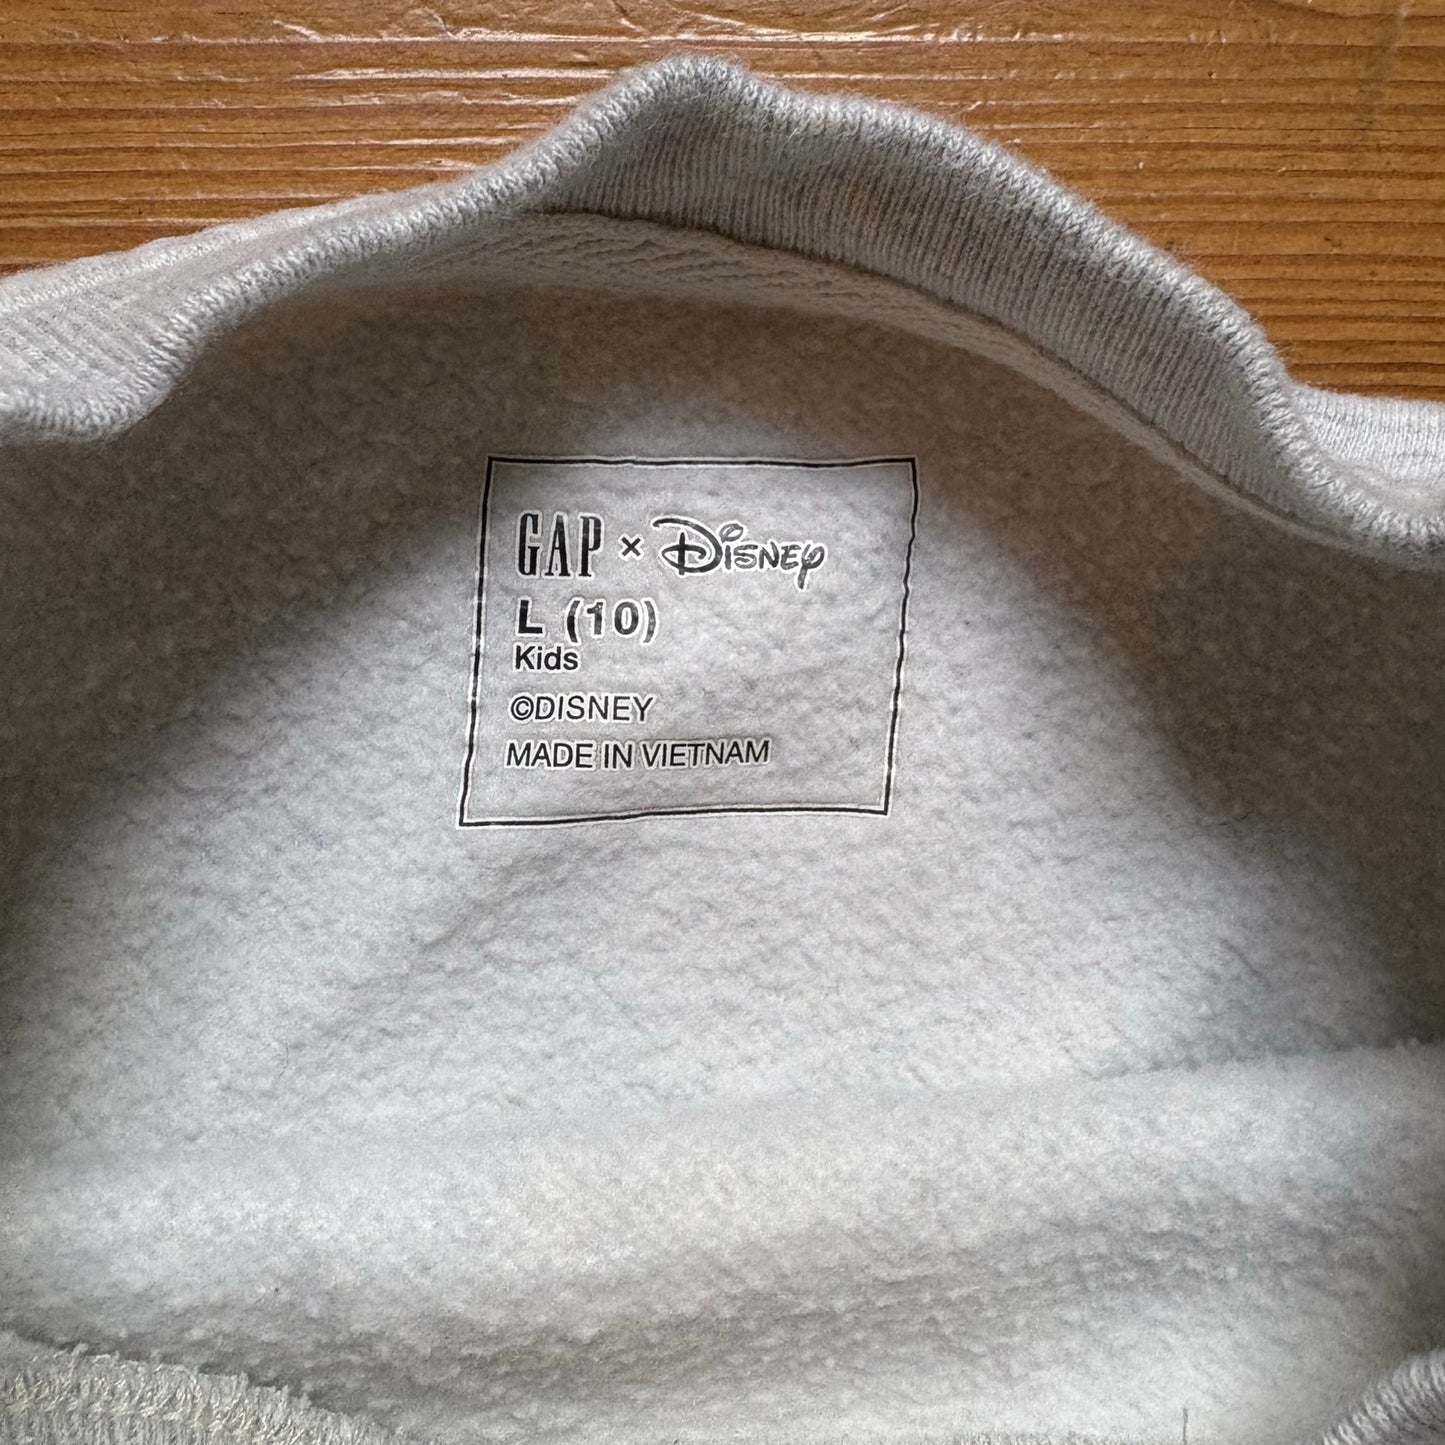 GAP × Disney
L (10)
Kids
©DISNEY
MADE IN VIETNAM